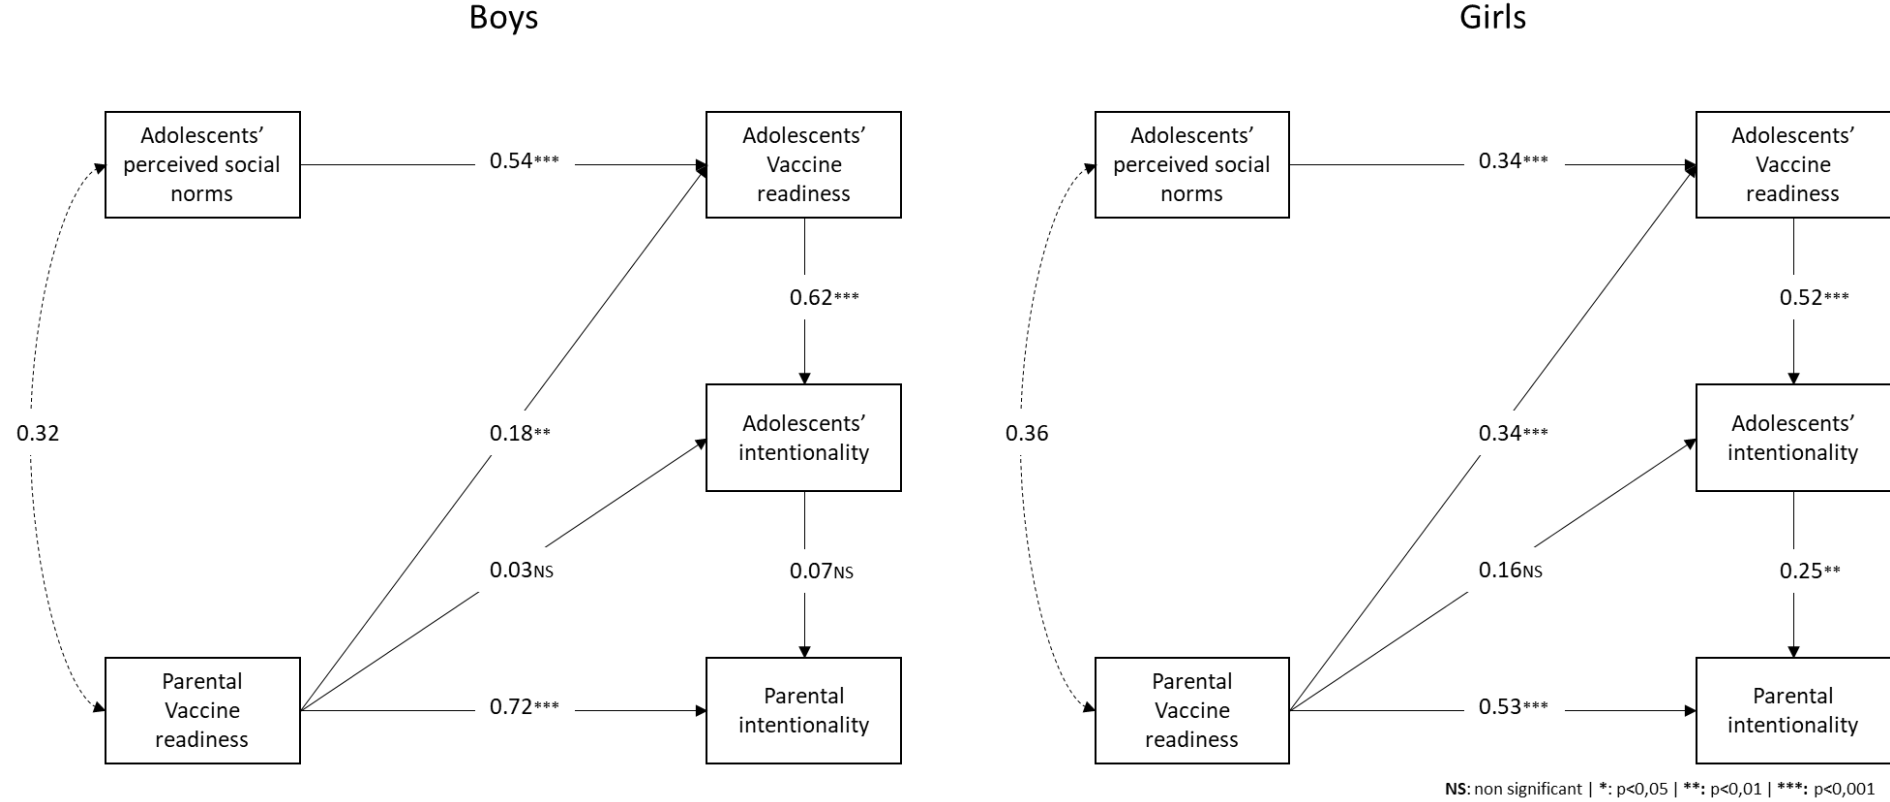 Boys
Adolescents’
perceived social
norms
0.54***
Adolescents’
Vaccine
readiness
0.62***
0.32
0.18**
Adolescents’
intentionality
0.03NS
0.07NS
Parental
Vaccine
readiness
0.72***
Parental
intentionality
Girls
Adolescents’
perceived social
norms
0.34***
Adolescents’
Vaccine
readiness
0.52***
0.36
0.34***
Adolescents’
intentionality
0.16NS
0.25**
Parental
Vaccine
readiness
0.53***
Parental
intentionality
NS: non significant | *: p<0,05 | **: p<0,01 | ***: p<0,001